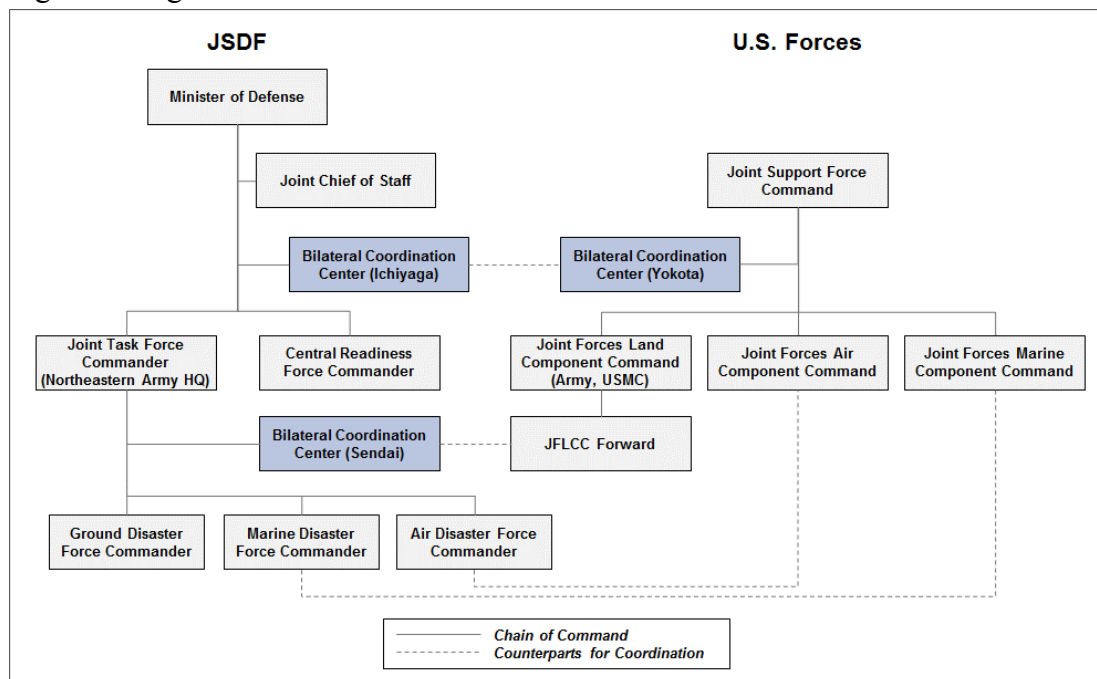 JSDF
U.S. Forces
Minister of Defense
Joint Chief of Staff
Joint Support Force
Command
Bilateral Coordination
Center (Ichiyaga)
Bilateral Coordination
Center (Yokota)
Joint Task Force
Commander
(Northeastern Army HQ)
Central Readiness
Force Commander
Joint Forces Land
Component Command
(Army, USMC)
Joint Forces Air
Component Command
Joint Forces Marine
Component Command
Bilateral Coordination
Center (Sendai)
JFLCC Forward
Ground Disaster
Force Commander
Marine Disaster
Force Commander
Air Disaster Force
Commander
Chain of Command
Counterparts for Coordination